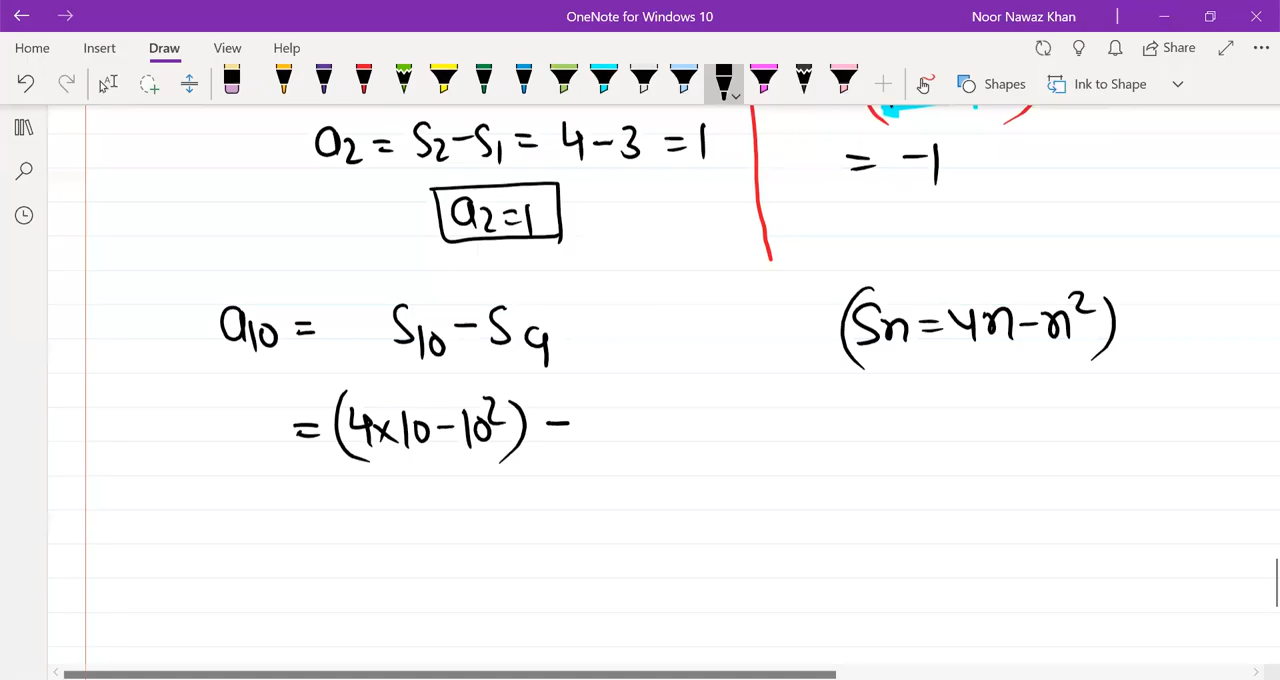 OneNote for Windows 10
Noor Nawaz Khan
Home Insert Draw View Help
Share
Shapes
Ink to Shape
a₂ = S₂-S₁ = 4-3 = 1
= -1
a₂=1
a₁₀ = S₁₀-S₉
(Sn=4n-n²)
= (4×10-10²) -